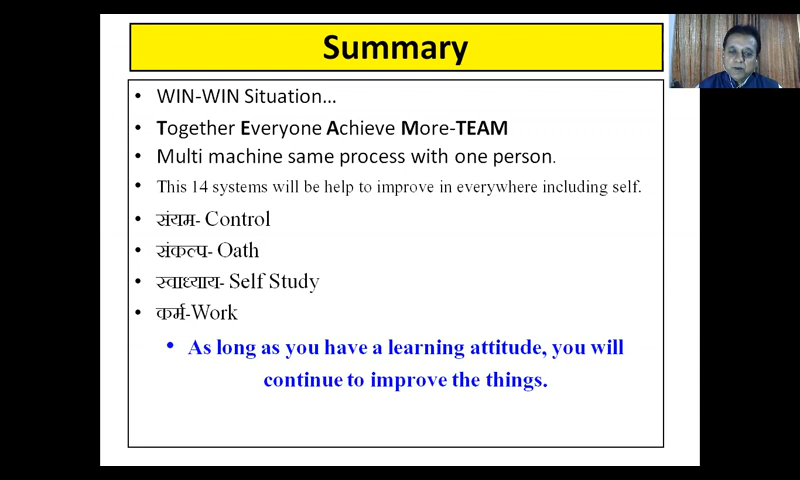 Summary
• WIN-WIN Situation...
• Together Everyone Achieve More-TEAM
• Multi machine same process with one person.
• This 14 systems will be help to improve in everywhere including self.
• संयम- Control
• संकल्प- Oath
• स्वाध्याय- Self Study
• कर्म-Work
• As long as you have a learning attitude, you will
continue to improve the things.